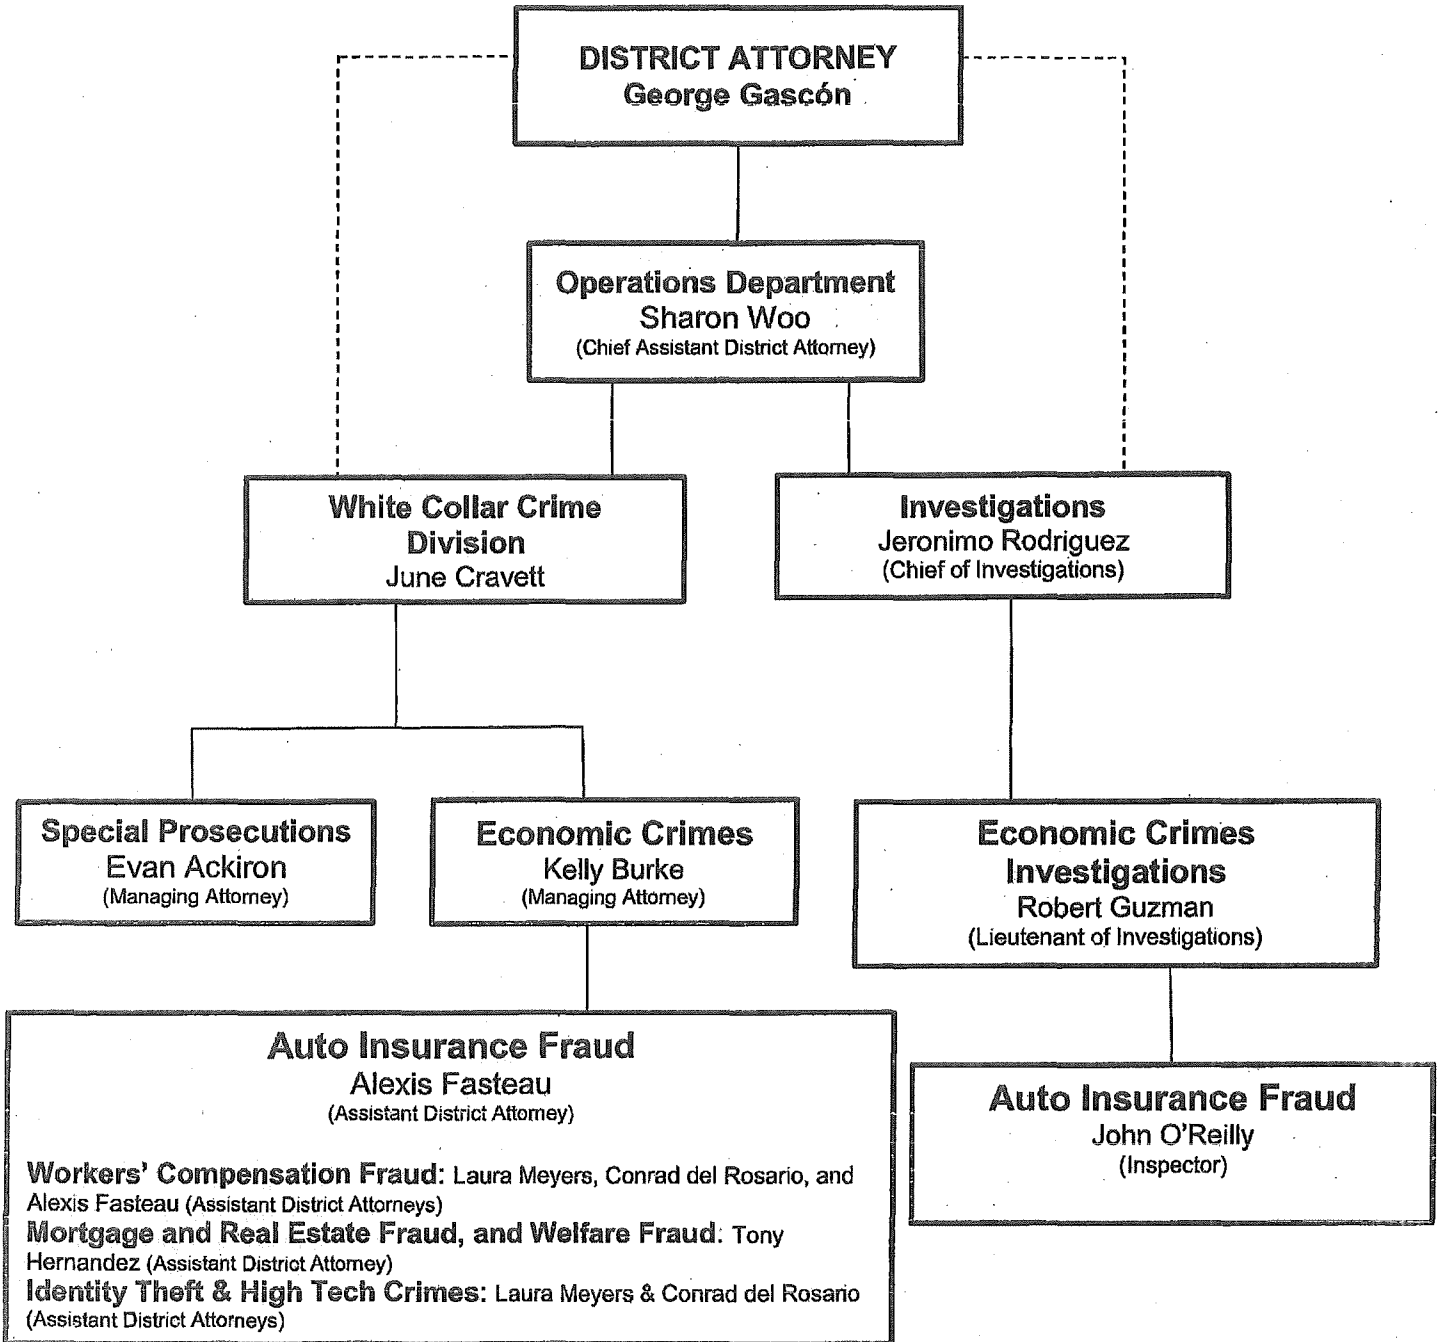 DISTRICT ATTORNEY
George Gascón
Operations Department
Sharon Woo
(Chief Assistant District Attorney)
White Collar Crime
Division
June Cravett
Investigations
Jeronimo Rodriguez
(Chief of Investigations)
Special Prosecutions
Evan Ackiron
(Managing Attorney)
Economic Crimes
Kelly Burke
(Managing Attorney)
Economic Crimes
Investigations
Robert Guzman
(Lieutenant of Investigations)
Auto Insurance Fraud
Alexis Fasteau
(Assistant District Attorney)
Workers' Compensation Fraud: Laura Meyers, Conrad del Rosario, and
Alexis Fasteau (Assistant District Attorneys)
Mortgage and Real Estate Fraud, and Welfare Fraud: Tony
Hernandez (Assistant District Attorney)
Identity Theft & High Tech Crimes: Laura Meyers & Conrad del Rosario
(Assistant District Attorneys)
Auto Insurance Fraud
John O'Reilly
(Inspector)